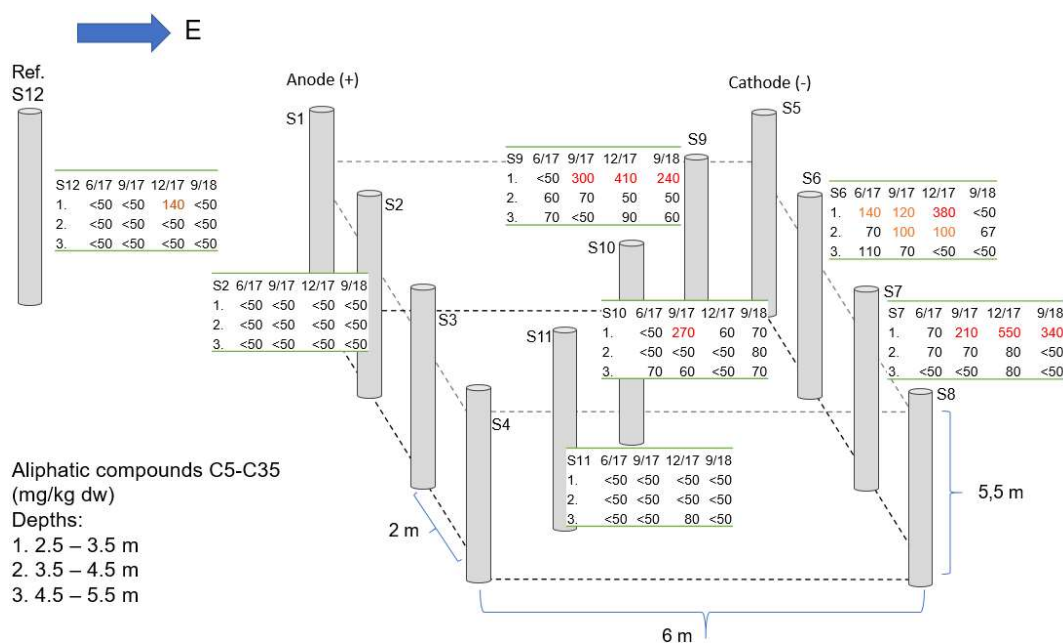 E
Ref.
S12
Anode (+)
Cathode (-)
S1
S5
S9
S9 6/17 9/17 12/17 9/18
1. <50 300 410 240
2. 60 70 50 50
3. 70 <50 90 60
S12 6/17 9/17 12/17 9/18
1. <50 <50 140 <50
2. <50 <50 <50 <50
3. <50 <50 <50 <50
S2
S6
S6 6/17 9/17 12/17 9/18
1. 140 120 380 <50
2. 70 100 100 67
3. 110 70 <50 <50
S10
S2 6/17 9/17 12/17 9/18
1. <50 <50 <50 <50
2. <50 <50 <50 <50
3. <50 <50 <50 <50
S3
S7
S10 6/17 9/17 12/17 9/18
1. <50 270 60 70
2. <50 <50 <50 80
3. 70 60 <50 70
S7 6/17 9/17 12/17 9/18
1. 70 210 550 340
2. 70 70 80 <50
3. <50 <50 80 <50
S11
S4
S8
S11 6/17 9/17 12/17 9/18
1. <50 <50 <50 <50
2. <50 <50 <50 <50
3. <50 <50 80 <50
Aliphatic compounds C5-C35
(mg/kg dw)
Depths:
1. 2.5 – 3.5 m
2. 3.5 – 4.5 m
3. 4.5 – 5.5 m
2 m
5,5 m
6 m